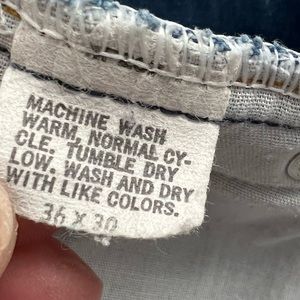 MACHINE WASH
WARM, NORMAL CY-
CLE. TUMBLE DRY
LOW. WASH AND DRY
WITH LIKE COLORS.
36 X 30